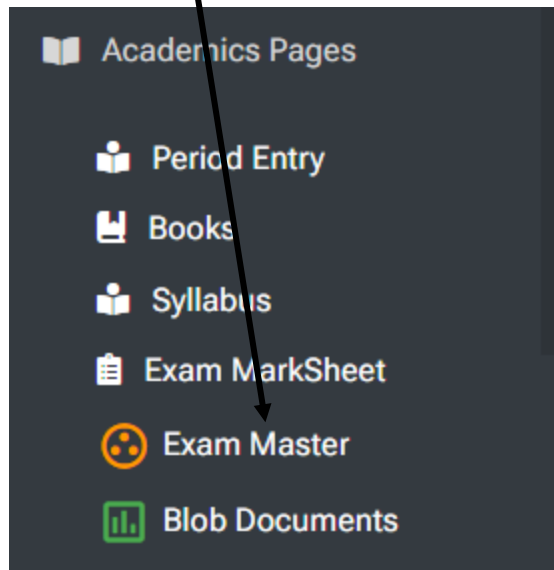 Academics Pages
Period Entry
Books
Syllabus
Exam MarkSheet
Exam Master
Blob Documents